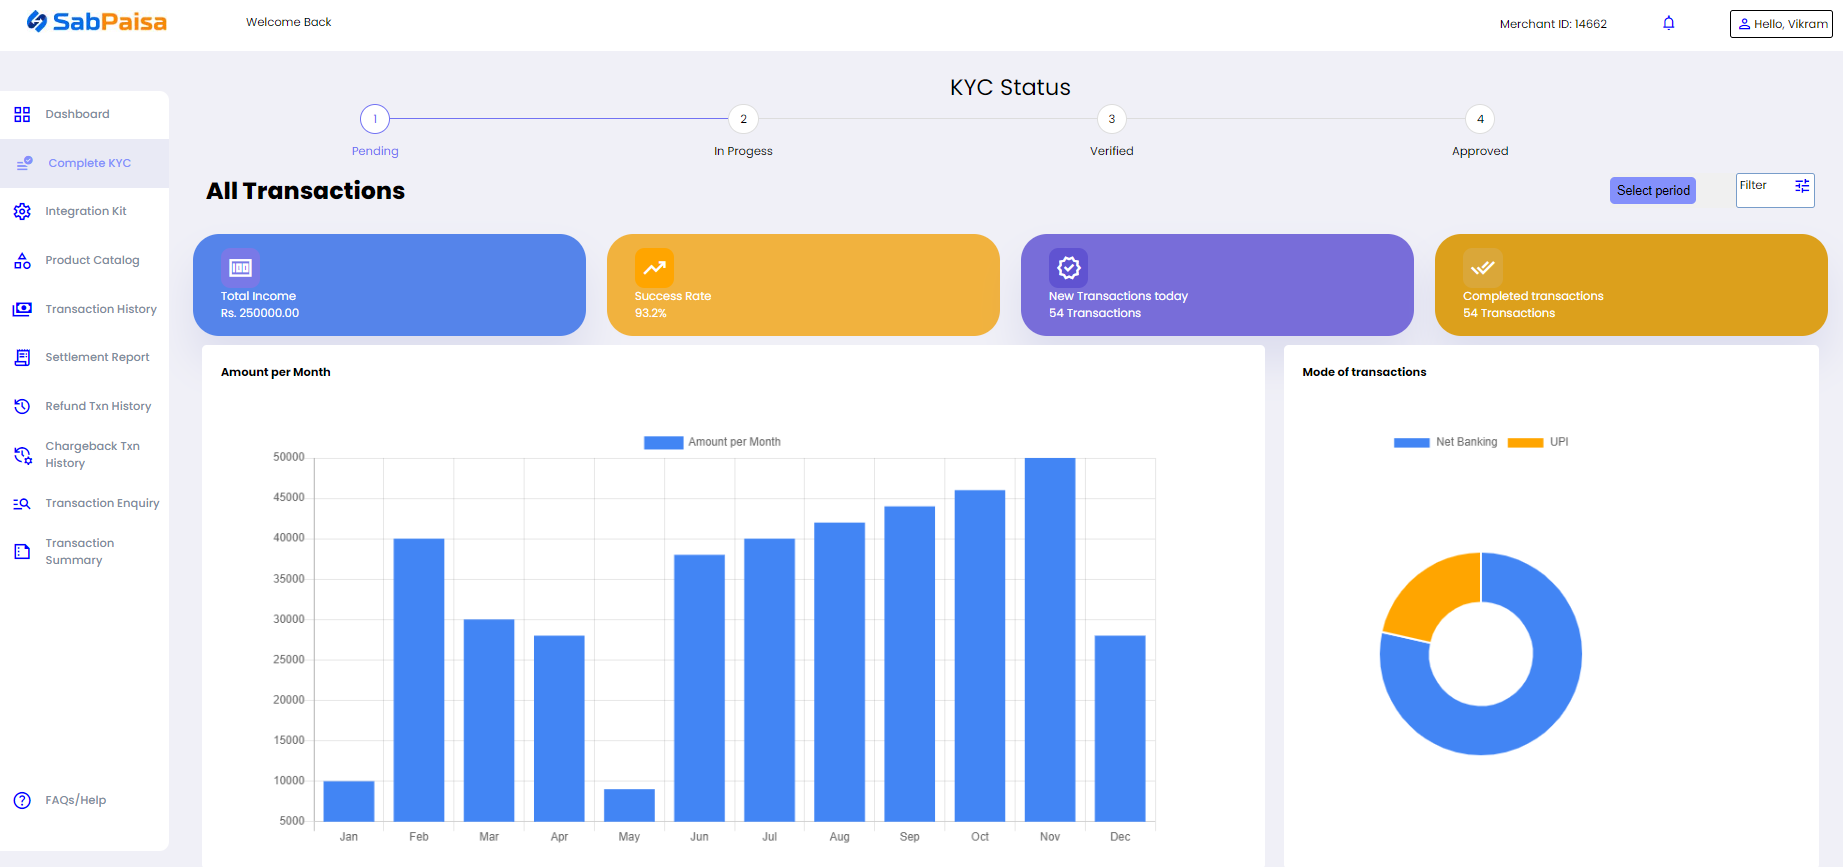 SabPaisa
Welcome Back
Merchant ID: 14662
Hello, Vikram
KYC Status
1
2
3
4
Pending
In Progess
Verified
Approved
Dashboard
Complete KYC
Integration Kit
Product Catalog
Transaction History
Settlement Report
Refund Txn History
Chargeback Txn
History
Transaction Enquiry
Transaction
Summary
FAQs/Help
All Transactions
Select period
Filter
Total Income
Rs. 250000.00
Success Rate
93.2%
New Transactions today
54 Transactions
Completed transactions
54 Transactions
Amount per Month
Amount per Month
50000
45000
40000
35000
30000
25000
20000
15000
10000
5000
Jan
Feb
Mar
Apr
May
Jun
Jul
Aug
Sep
Oct
Nov
Dec
Mode of transactions
Net Banking
UPI